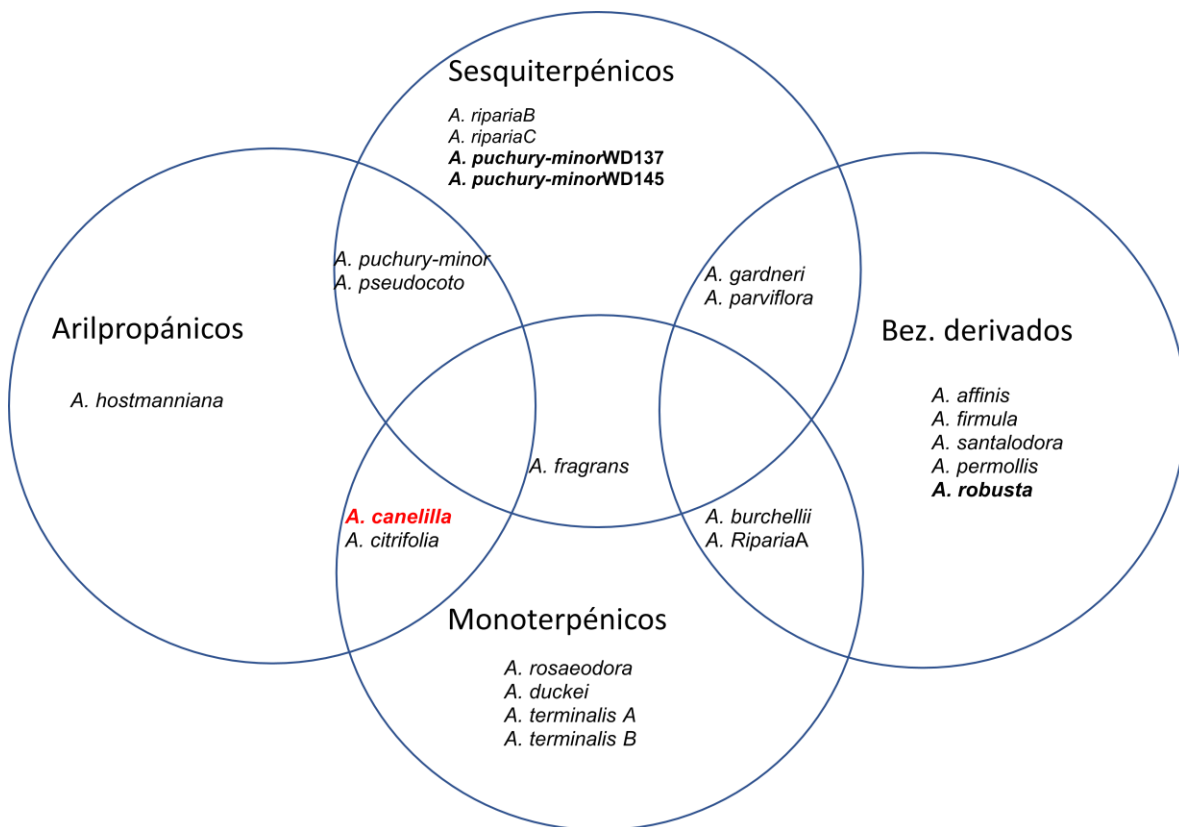 Sesquiterpénicos
A. ripariaB
A. ripariaC
A. puchury-minorWD137
A. puchury-minorWD145
A. puchury-minor
A. pseudocoto
A. gardneri
A. parviflora
Arilpropánicos
A. hostmanniana
Bez. derivados
A. affinis
A. firmula
A. santalodora
A. permollis
A. robusta
A. fragrans
A. canelilla
A. citrifolia
A. burchellii
A. RipariaA
Monoterpénicos
A. rosaeodora
A. duckei
A. terminalis A
A. terminalis B